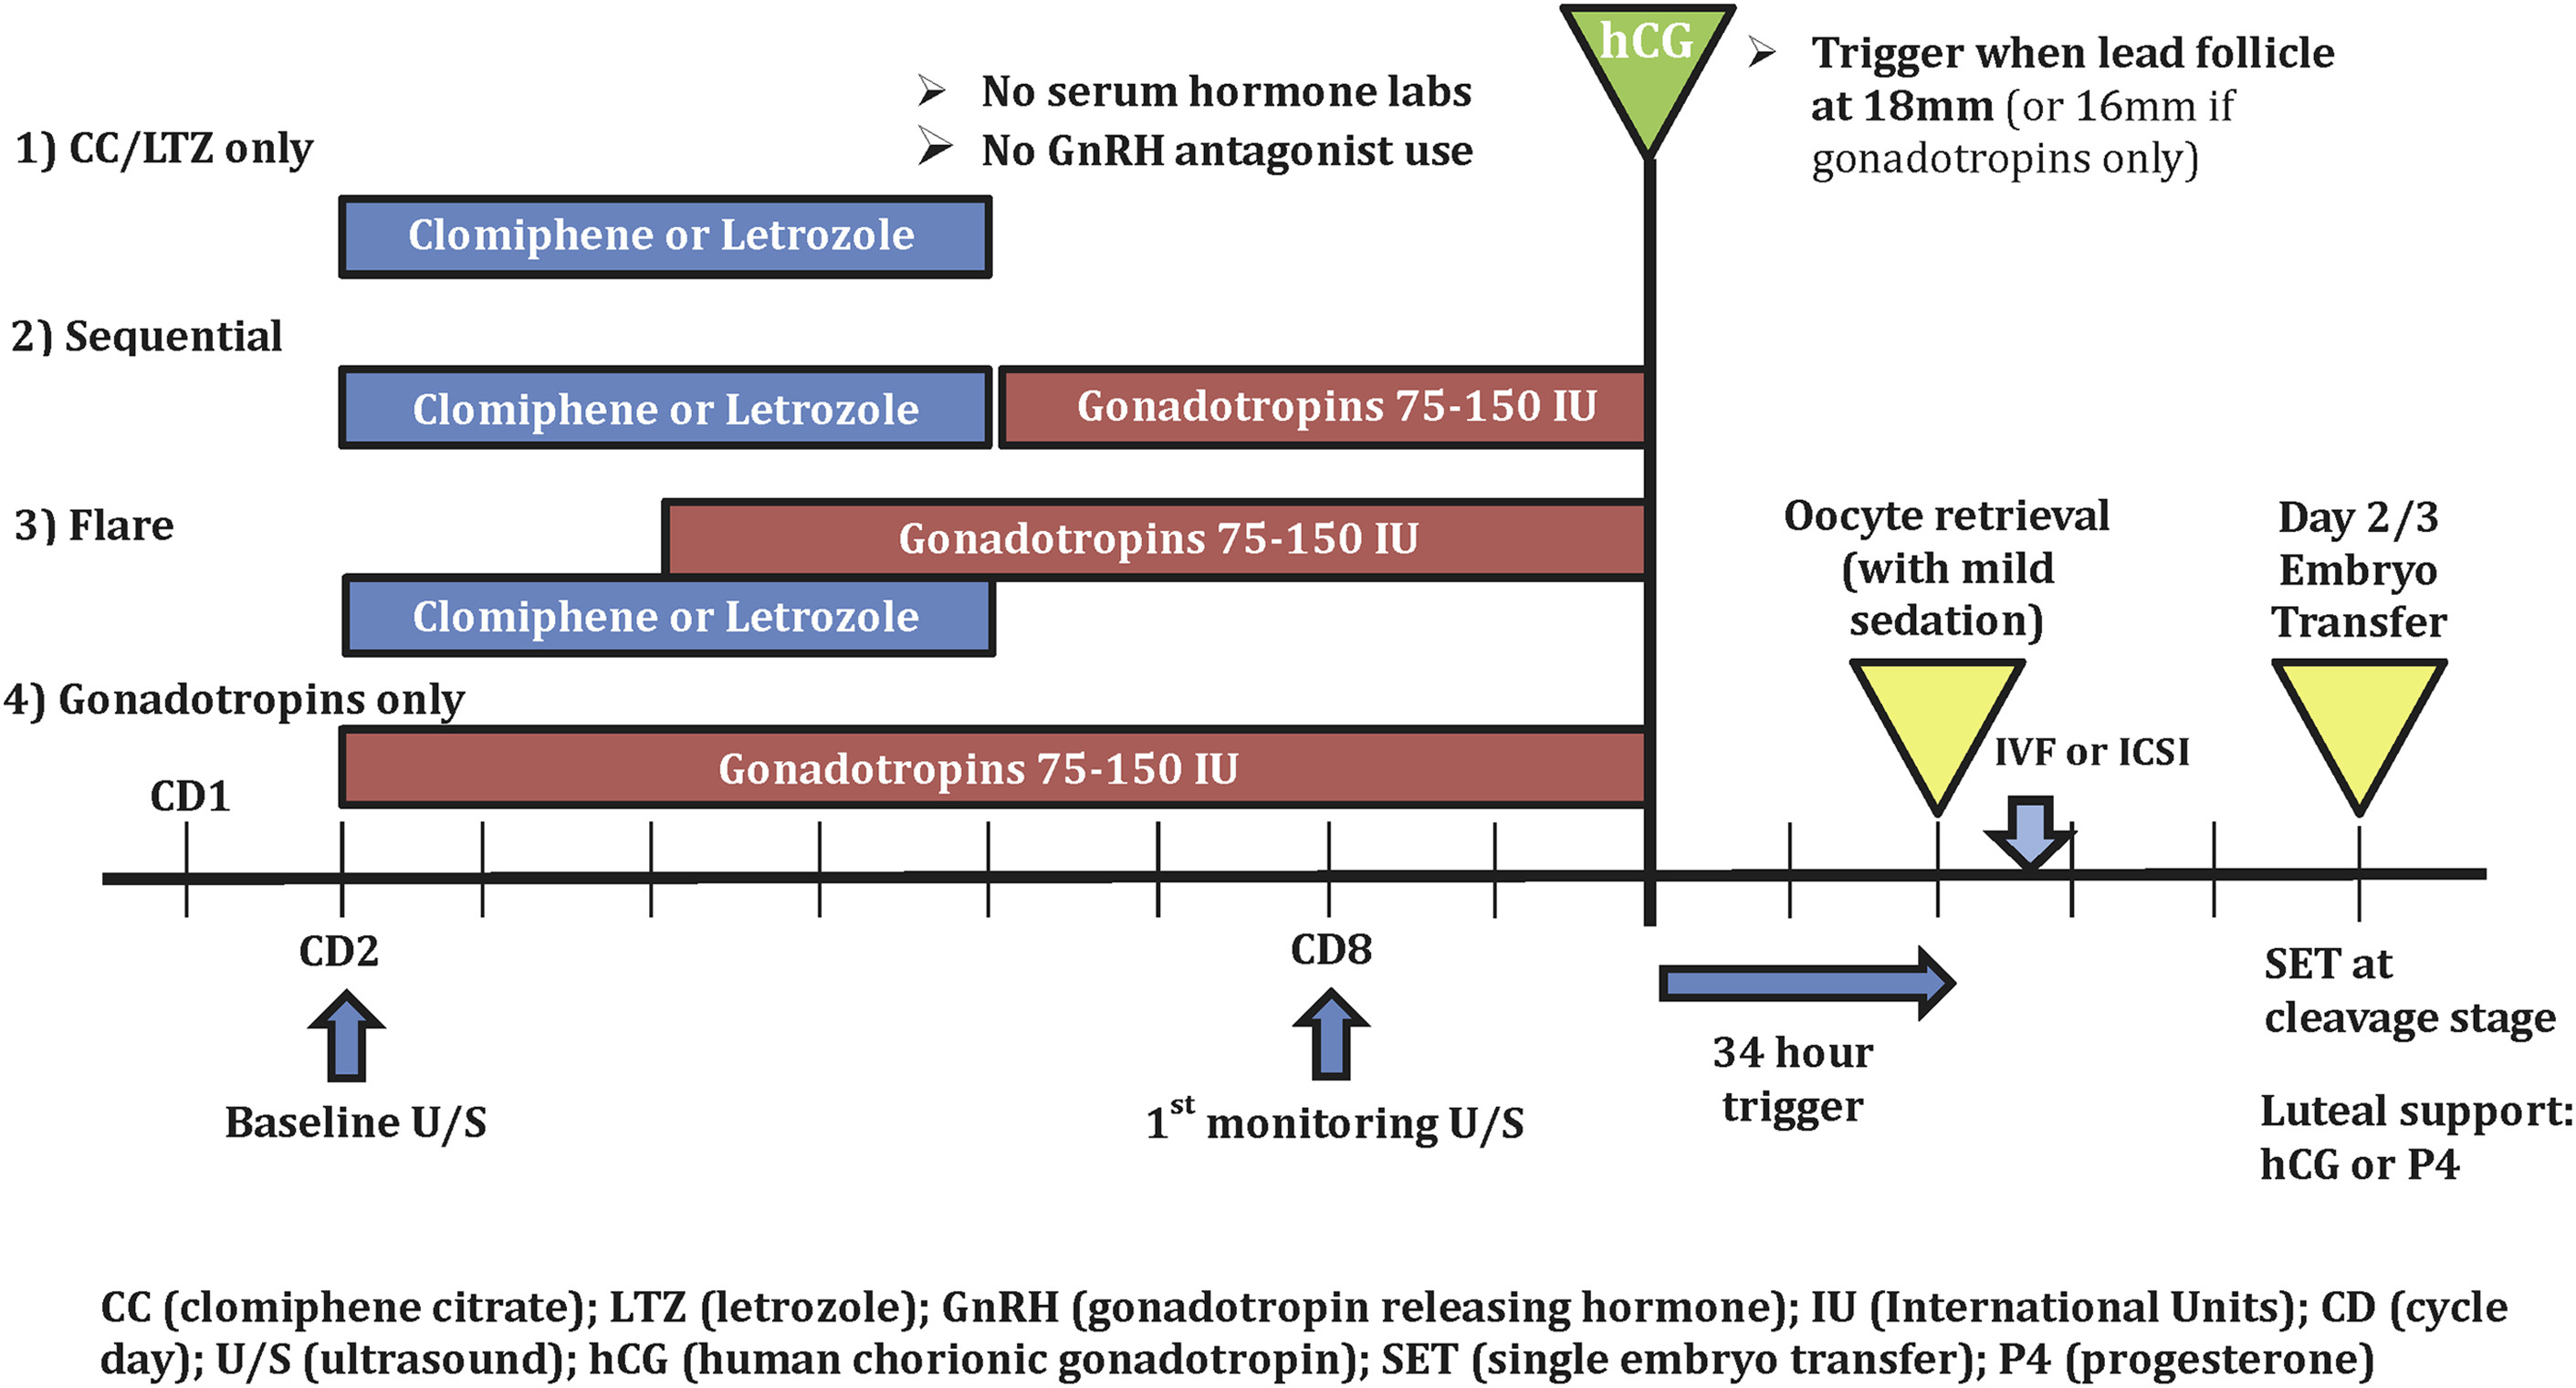 hCG
➢ Trigger when lead follicle
at 18mm (or 16mm if
gonadotropins only)
➢ No serum hormone labs
➢ No GnRH antagonist use
1) CC/LTZ only
Clomiphene or Letrozole
2) Sequential
Clomiphene or Letrozole
Gonadotropins 75-150 IU
3) Flare
Gonadotropins 75-150 IU
Clomiphene or Letrozole
4) Gonadotropins only
Gonadotropins 75-150 IU
Oocyte retrieval
(with mild
sedation)
Day 2/3
Embryo
Transfer
IVF or ICSI
CD1
CD2
Baseline U/S
CD8
1st monitoring U/S
34 hour
trigger
SET at
cleavage stage
Luteal support:
hCG or P4
CC (clomiphene citrate); LTZ (letrozole); GnRH (gonadotropin releasing hormone); IU (International Units); CD (cycle
day); U/S (ultrasound); hCG (human chorionic gonadotropin); SET (single embryo transfer); P4 (progesterone)